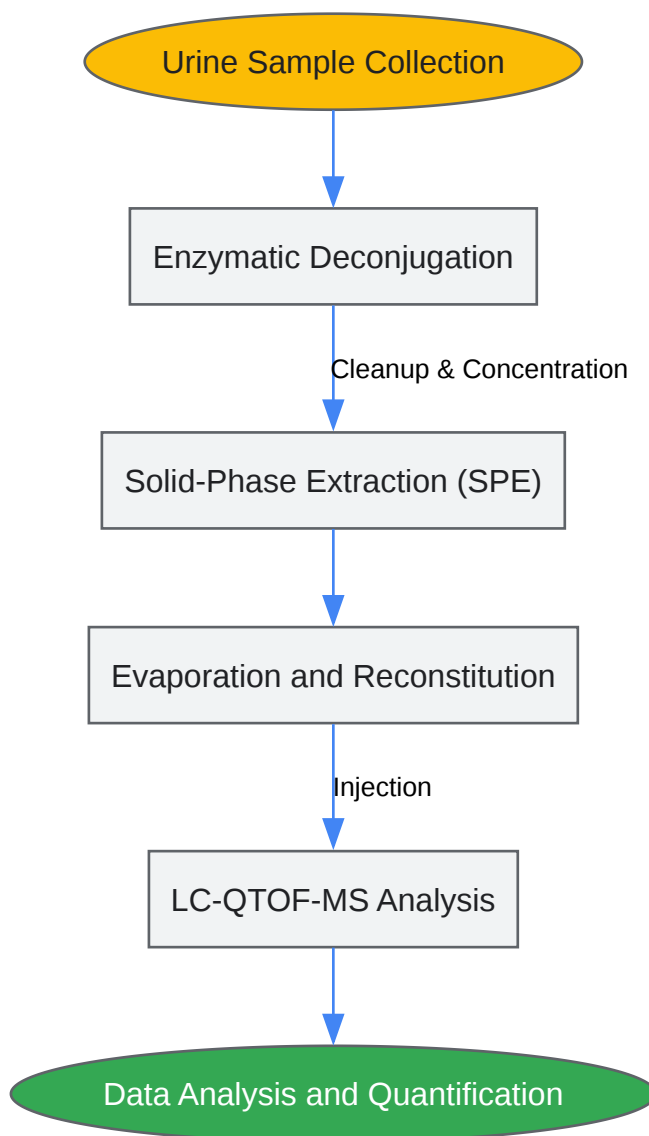 Urine Sample Collection
Enzymatic Deconjugation
Cleanup & Concentration
Solid-Phase Extraction (SPE)
Evaporation and Reconstitution
Injection
LC-QTOF-MS Analysis
Data Analysis and Quantification